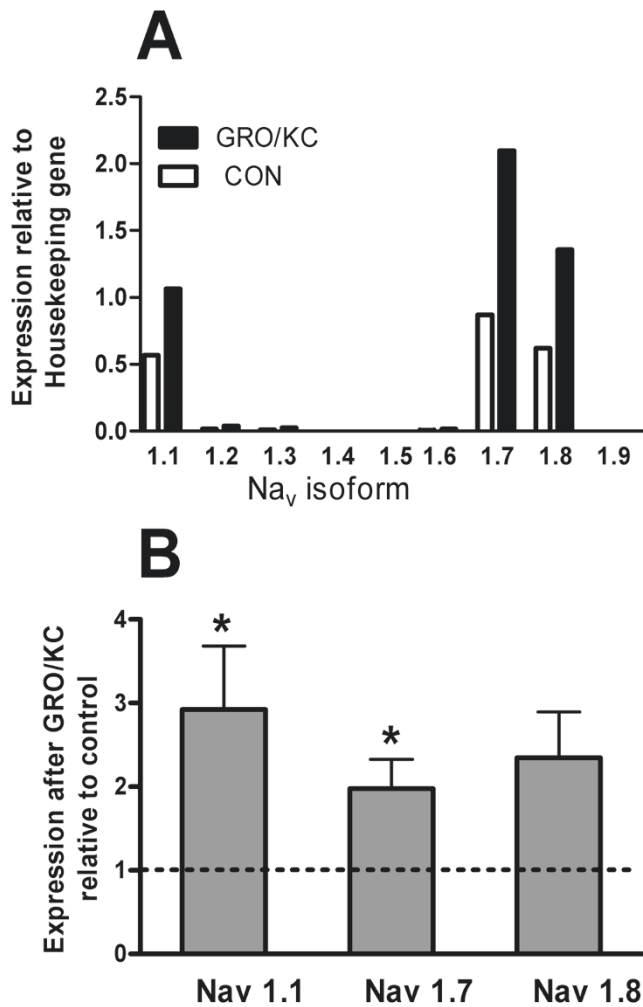 A
Expression relative to
Housekeeping gene
2.5
2.0
1.5
1.0
0.5
0.0
GRO/KC
CON
1.1 1.2 1.3 1.4 1.5 1.6 1.7 1.8 1.9
Nav isoform
B
Expression after GRO/KC
relative to control
4
3
2
1
0
*
*
Nav 1.1 Nav 1.7 Nav 1.8